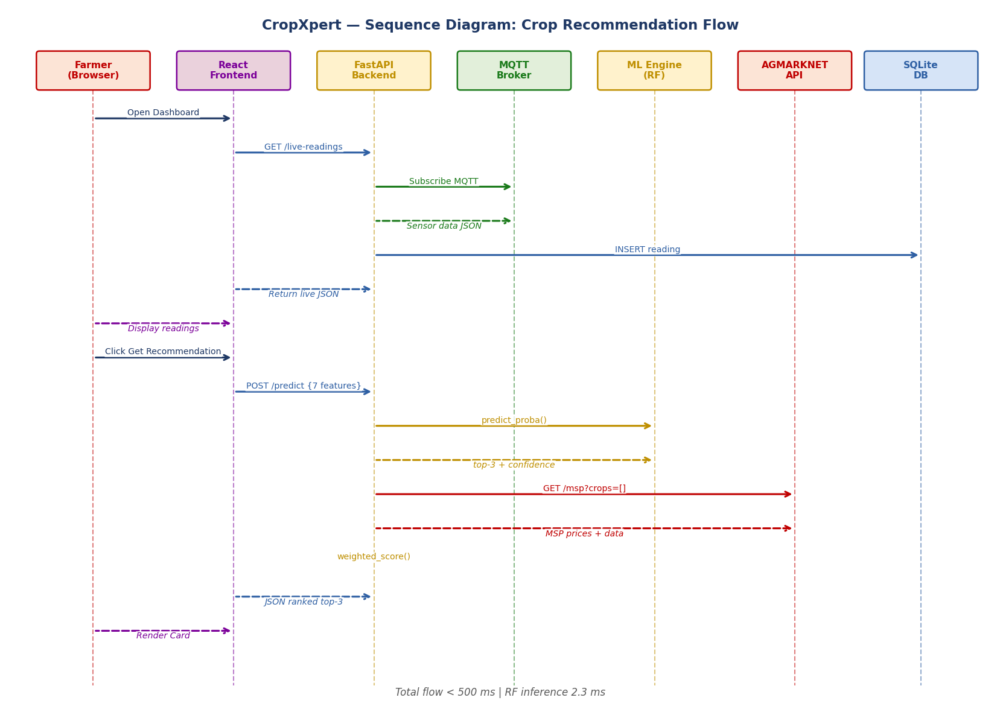 CropXpert — Sequence Diagram: Crop Recommendation Flow
Farmer
(Browser)
React
Frontend
FastAPI
Backend
MQTT
Broker
ML Engine
(RF)
AGMARKNET
API
SQLite
DB
Open Dashboard
GET /live-readings
Subscribe MQTT
Sensor data JSON
INSERT reading
Return live JSON
Display readings
Click Get Recommendation
POST /predict {7 features}
predict_proba()
top-3 + confidence
GET /msp?crops=[]
MSP prices + data
weighted_score()
JSON ranked top-3
Render Card
Total flow < 500 ms | RF inference 2.3 ms